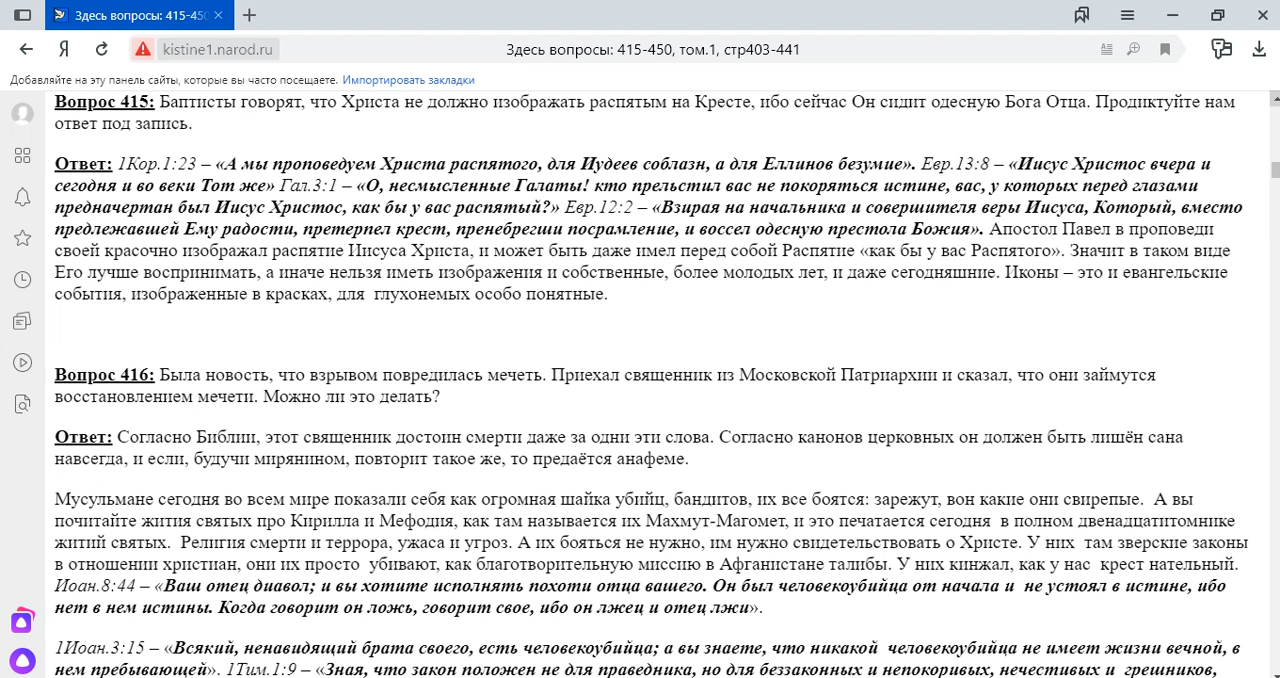 Здесь вопросы: 415-450
kistine1.narod.ru
Здесь вопросы: 415-450, том.1, стр403-441
Добавляйте на эту панель сайты, которые вы часто посещаете. Импортировать закладки
Вопрос 415: Баптисты говорят, что Христа не должно изображать распятым на Кресте, ибо сейчас Он сидит одесную Бога Отца. Продиктуйте нам
ответ под запись.
Ответ: 1Кор.1:23 – «А мы проповедуем Христа распятого, для Иудеев соблазн, а для Еллинов безумие». Евр.13:8 – «Иисус Христос вчера и
сегодня и во веки Тот же» Гал.3:1 – «О, несмысленные Галаты! кто прельстил вас не покоряться истине, вас, у которых перед глазами
предначертан был Иисус Христос, как бы у вас распятый?» Евр.12:2 – «Взирая на начальника и совершителя веры Иисуса, Который, вместо
предлежавшей Ему радости, претерпел крест, пренебрегши посрамление, и воссел одесную престола Божия». Апостол Павел в проповеди
своей красочно изображал распятие Иисуса Христа, и может быть даже имел перед собой Распятие «как бы у вас Распятого». Значит в таком виде
Его лучше воспринимать, а иначе нельзя иметь изображения и собственные, более молодых лет, и даже сегодняшние. Иконы – это и евангельские
события, изображенные в красках, для глухонемых особо понятные.
Вопрос 416: Была новость, что взрывом повредилась мечеть. Приехал священник из Московской Патриархии и сказал, что они займутся
восстановлением мечети. Можно ли это делать?
Ответ: Согласно Библии, этот священник достоин смерти даже за одни эти слова. Согласно канонов церковных он должен быть лишён сана
навсегда, и если, будучи мирянином, повторит такое же, то предаётся анафеме.
Мусульмане сегодня во всем мире показали себя как огромная шайка убийц, бандитов, их все боятся: зарежут, вон какие они свирепые. А вы
почитайте жития святых про Кирилла и Мефодия, как там называется их Махмут-Магомет, и это печатается сегодня в полном двенадцатитомнике
житий святых. Религия смерти и террора, ужаса и угроз. А их бояться не нужно, им нужно свидетельствовать о Христе. У них там зверские законы
в отношении христиан, они их просто убивают, как благотворительную миссию в Афганистане талибы. У них кинжал, как у нас крест нательный.
Иоан.8:44 – «Ваш отец диавол; и вы хотите исполнять похоти отца вашего. Он был человекоубийца от начала и не устоял в истине, ибо
нет в нем истины. Когда говорит он ложь, говорит свое, ибо он лжец и отец лжи».
1Иоан.3:15 – «Всякий, ненавидящий брата своего, есть человекоубийца; а вы знаете, что никакой человекоубийца не имеет жизни вечной, в
нем пребывающей». 1Тим.1:9 – «Зная, что закон положен не для праведника, но для беззаконных и непокоривых, нечестивых и грешников,